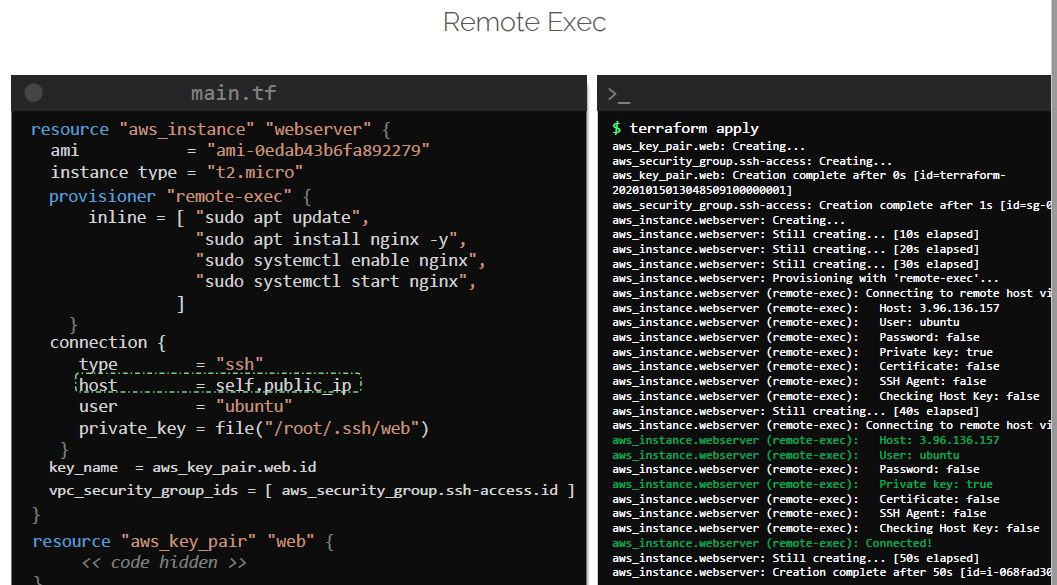 Remote Exec
main.tf
resource "aws_instance" "webserver" {
ami = "ami-0edab43b6fa892279"
instance_type = "t2.micro"
provisioner "remote-exec" {
inline = [ "sudo apt update",
"sudo apt install nginx -y",
"sudo systemctl enable nginx",
"sudo systemctl start nginx",
]
}
connection {
type = "ssh"
host = self.public_ip
user = "ubuntu"
private_key = file("/root/.ssh/web")
}
key_name = aws_key_pair.web.id
vpc_security_group_ids = [ aws_security_group.ssh-access.id ]
}
resource "aws_key_pair" "web" {
<< code hidden >>
}
>_
$ terraform apply
aws_key_pair.web: Creating...
aws_security_group.ssh-access: Creating...
aws_key_pair.web: Creation complete after 0s [id=terraform-
20201015013048509100000001]
aws_security_group.ssh-access: Creation complete after 1s [id=sg-0
aws_instance.webserver: Creating...
aws_instance.webserver: Still creating... [10s elapsed]
aws_instance.webserver: Still creating... [20s elapsed]
aws_instance.webserver: Still creating... [30s elapsed]
aws_instance.webserver: Provisioning with 'remote-exec'...
aws_instance.webserver (remote-exec): Connecting to remote host vi
aws_instance.webserver (remote-exec): Host: 3.96.136.157
aws_instance.webserver (remote-exec): User: ubuntu
aws_instance.webserver (remote-exec): Password: false
aws_instance.webserver (remote-exec): Private key: true
aws_instance.webserver (remote-exec): Certificate: false
aws_instance.webserver (remote-exec): SSH Agent: false
aws_instance.webserver (remote-exec): Checking Host Key: false
aws_instance.webserver: Still creating... [40s elapsed]
aws_instance.webserver (remote-exec): Connecting to remote host vi
aws_instance.webserver (remote-exec): Host: 3.96.136.157
aws_instance.webserver (remote-exec): User: ubuntu
aws_instance.webserver (remote-exec): Password: false
aws_instance.webserver (remote-exec): Private key: true
aws_instance.webserver (remote-exec): Certificate: false
aws_instance.webserver (remote-exec): SSH Agent: false
aws_instance.webserver (remote-exec): Checking Host Key: false
aws_instance.webserver (remote-exec): Connected!
aws_instance.webserver: Still creating... [50s elapsed]
aws_instance.webserver: Creation complete after 50s [id=i-068fad30